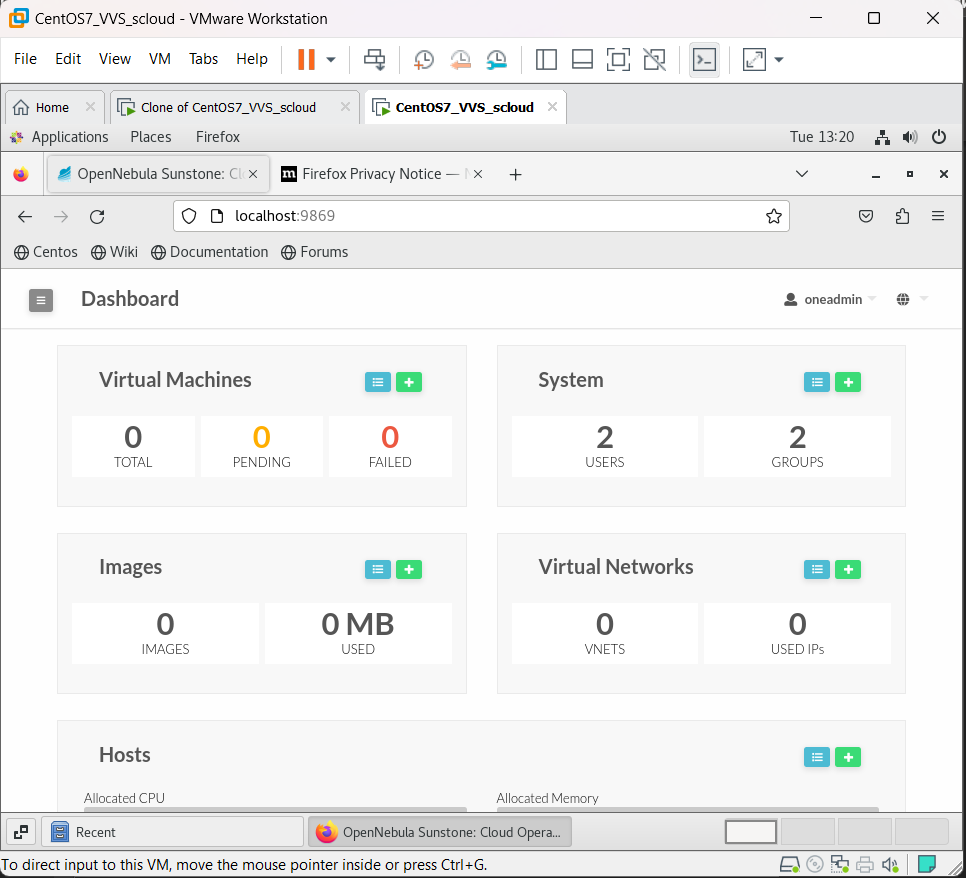 CentOS7_VVS_scloud - VMware Workstation
File Edit View VM Tabs Help
Home Clone of CentOS7_VVS_scloud CentOS7_VVS_scloud
Applications Places Firefox Tue 13:20
OpenNebula Sunstone: Clo m Firefox Privacy Notice —
localhost:9869
Centos Wiki Documentation Forums
Dashboard oneadmin
Virtual Machines
0 0 0
TOTAL PENDING FAILED
System
2 2
USERS GROUPS
Images
0 0 MB
IMAGES USED
Virtual Networks
0 0
VNETS USED IPs
Hosts
Allocated CPU Allocated Memory
Recent OpenNebula Sunstone: Cloud Opera...
To direct input to this VM, move the mouse pointer inside or press Ctrl+G.